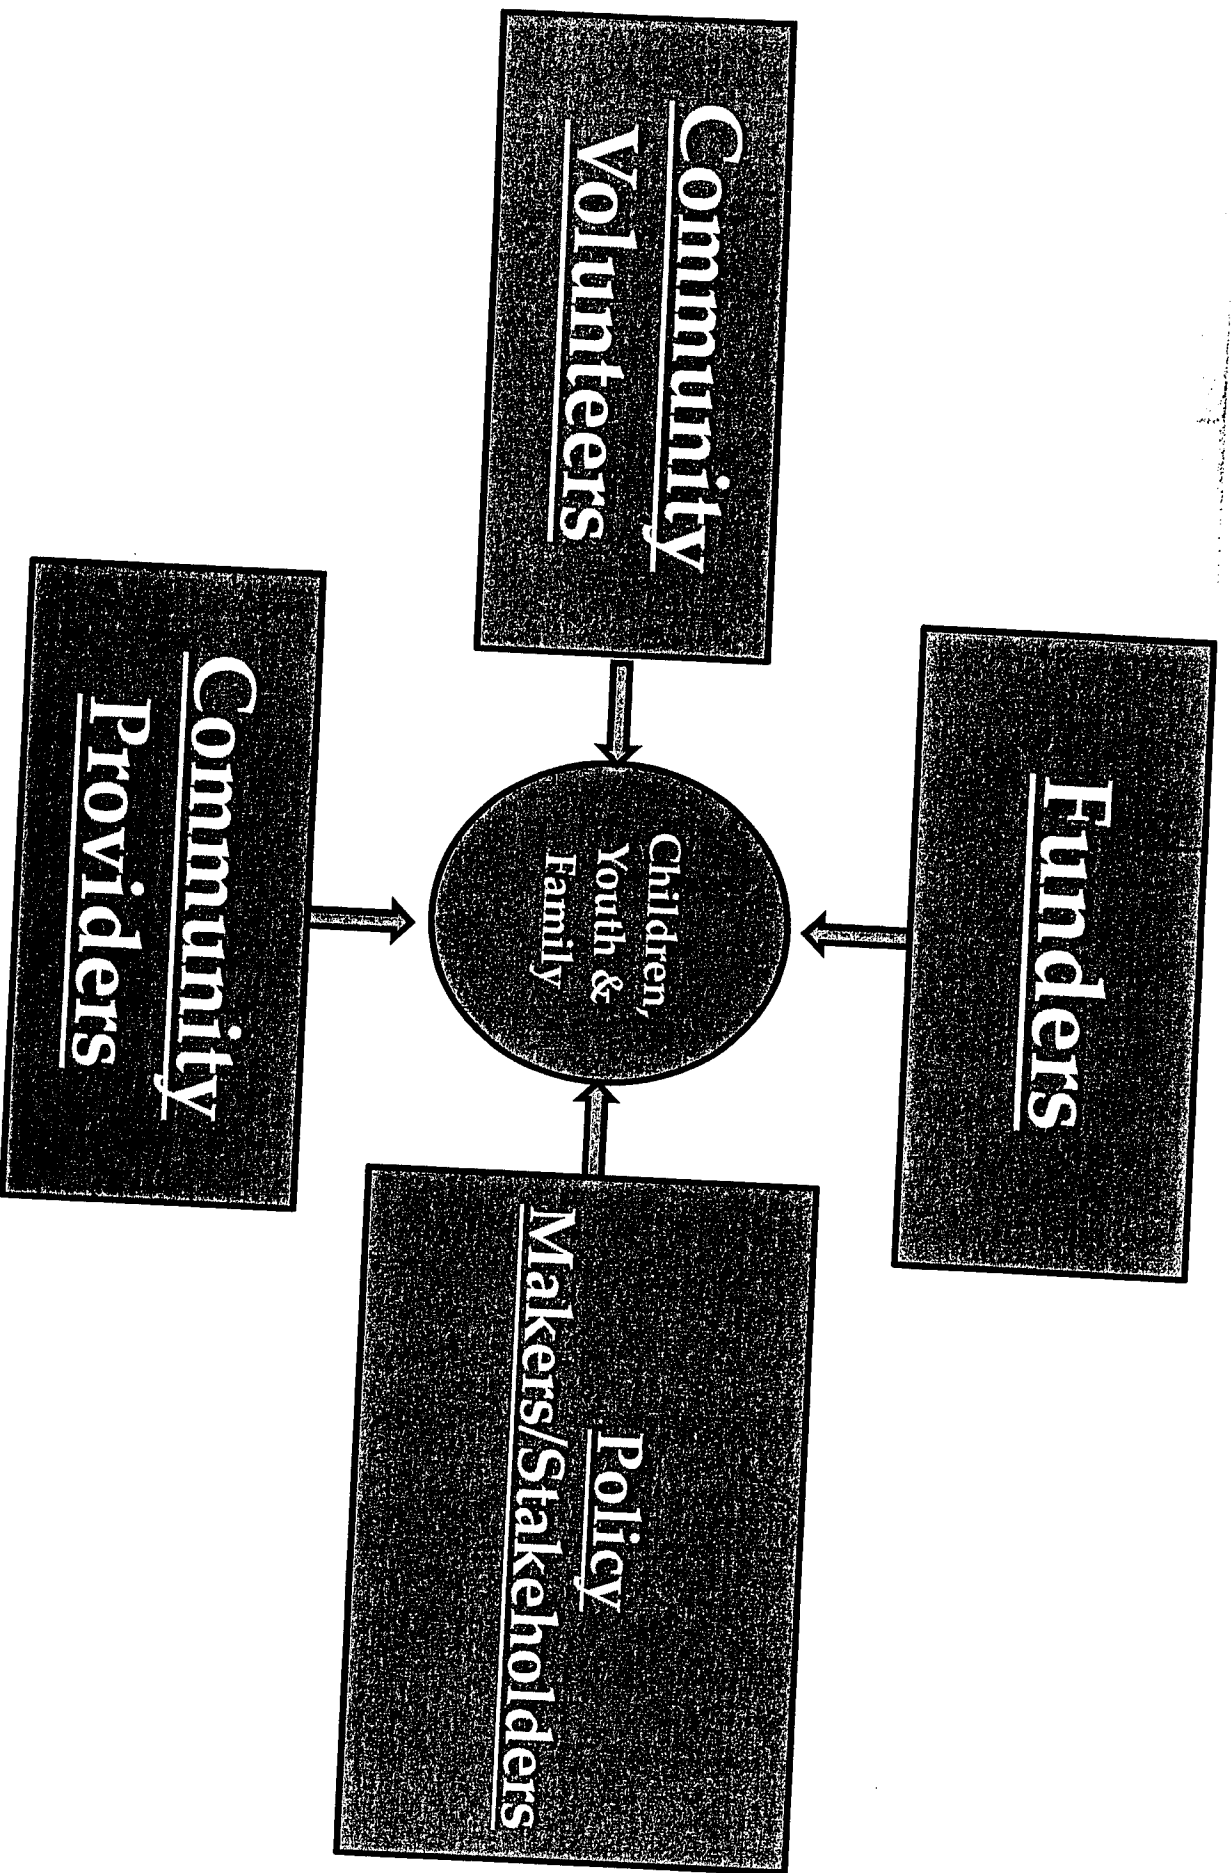 Funders
Community
Volunteers
Children,
Youth &
Family
Policy
Makers/Stakeholders
Community
Providers